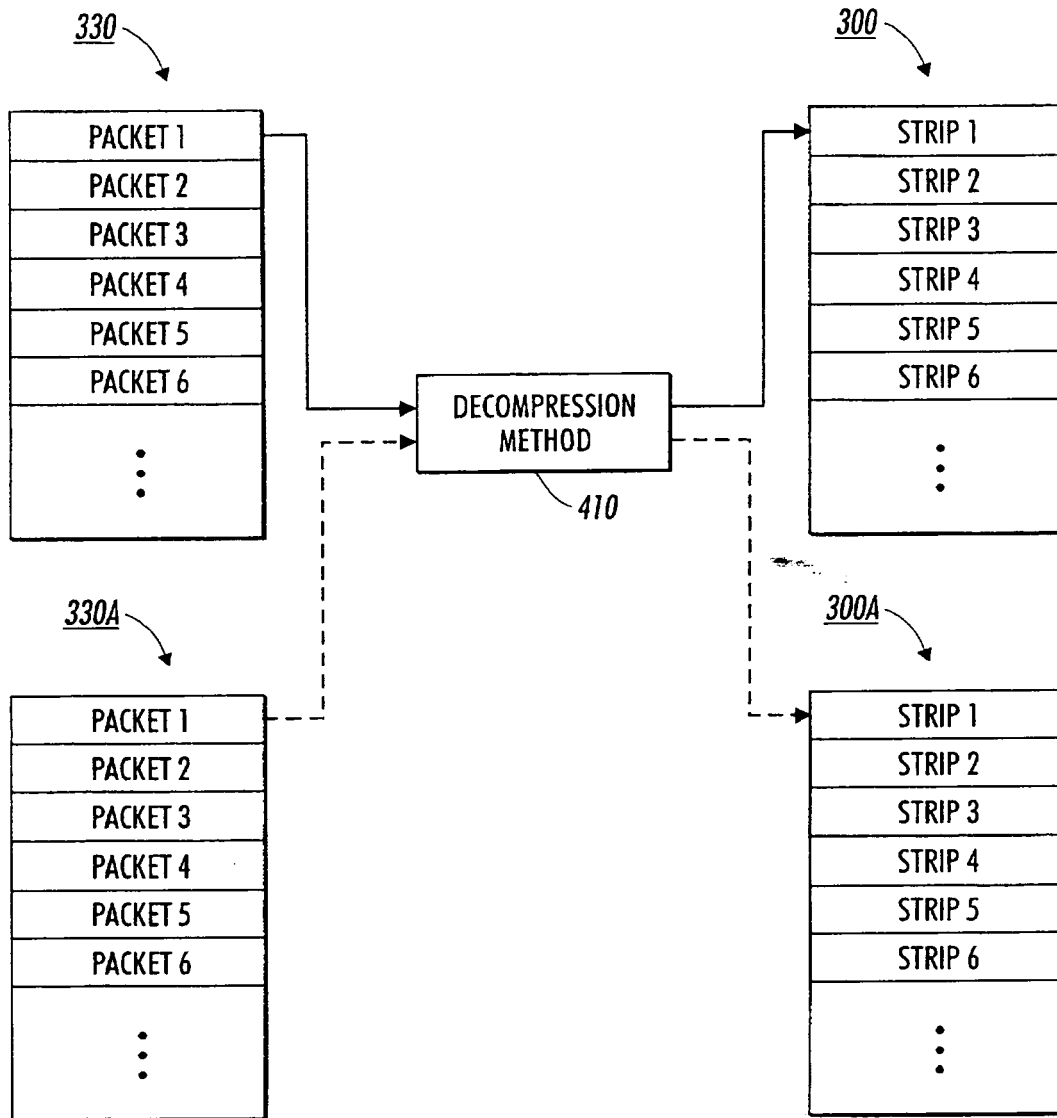 330
300
PACKET 1
PACKET 2
PACKET 3
PACKET 4
PACKET 5
PACKET 6
STRIP 1
STRIP 2
STRIP 3
STRIP 4
STRIP 5
STRIP 6
DECOMPRESSION
METHOD
410
330A
300A
PACKET 1
PACKET 2
PACKET 3
PACKET 4
PACKET 5
PACKET 6
STRIP 1
STRIP 2
STRIP 3
STRIP 4
STRIP 5
STRIP 6